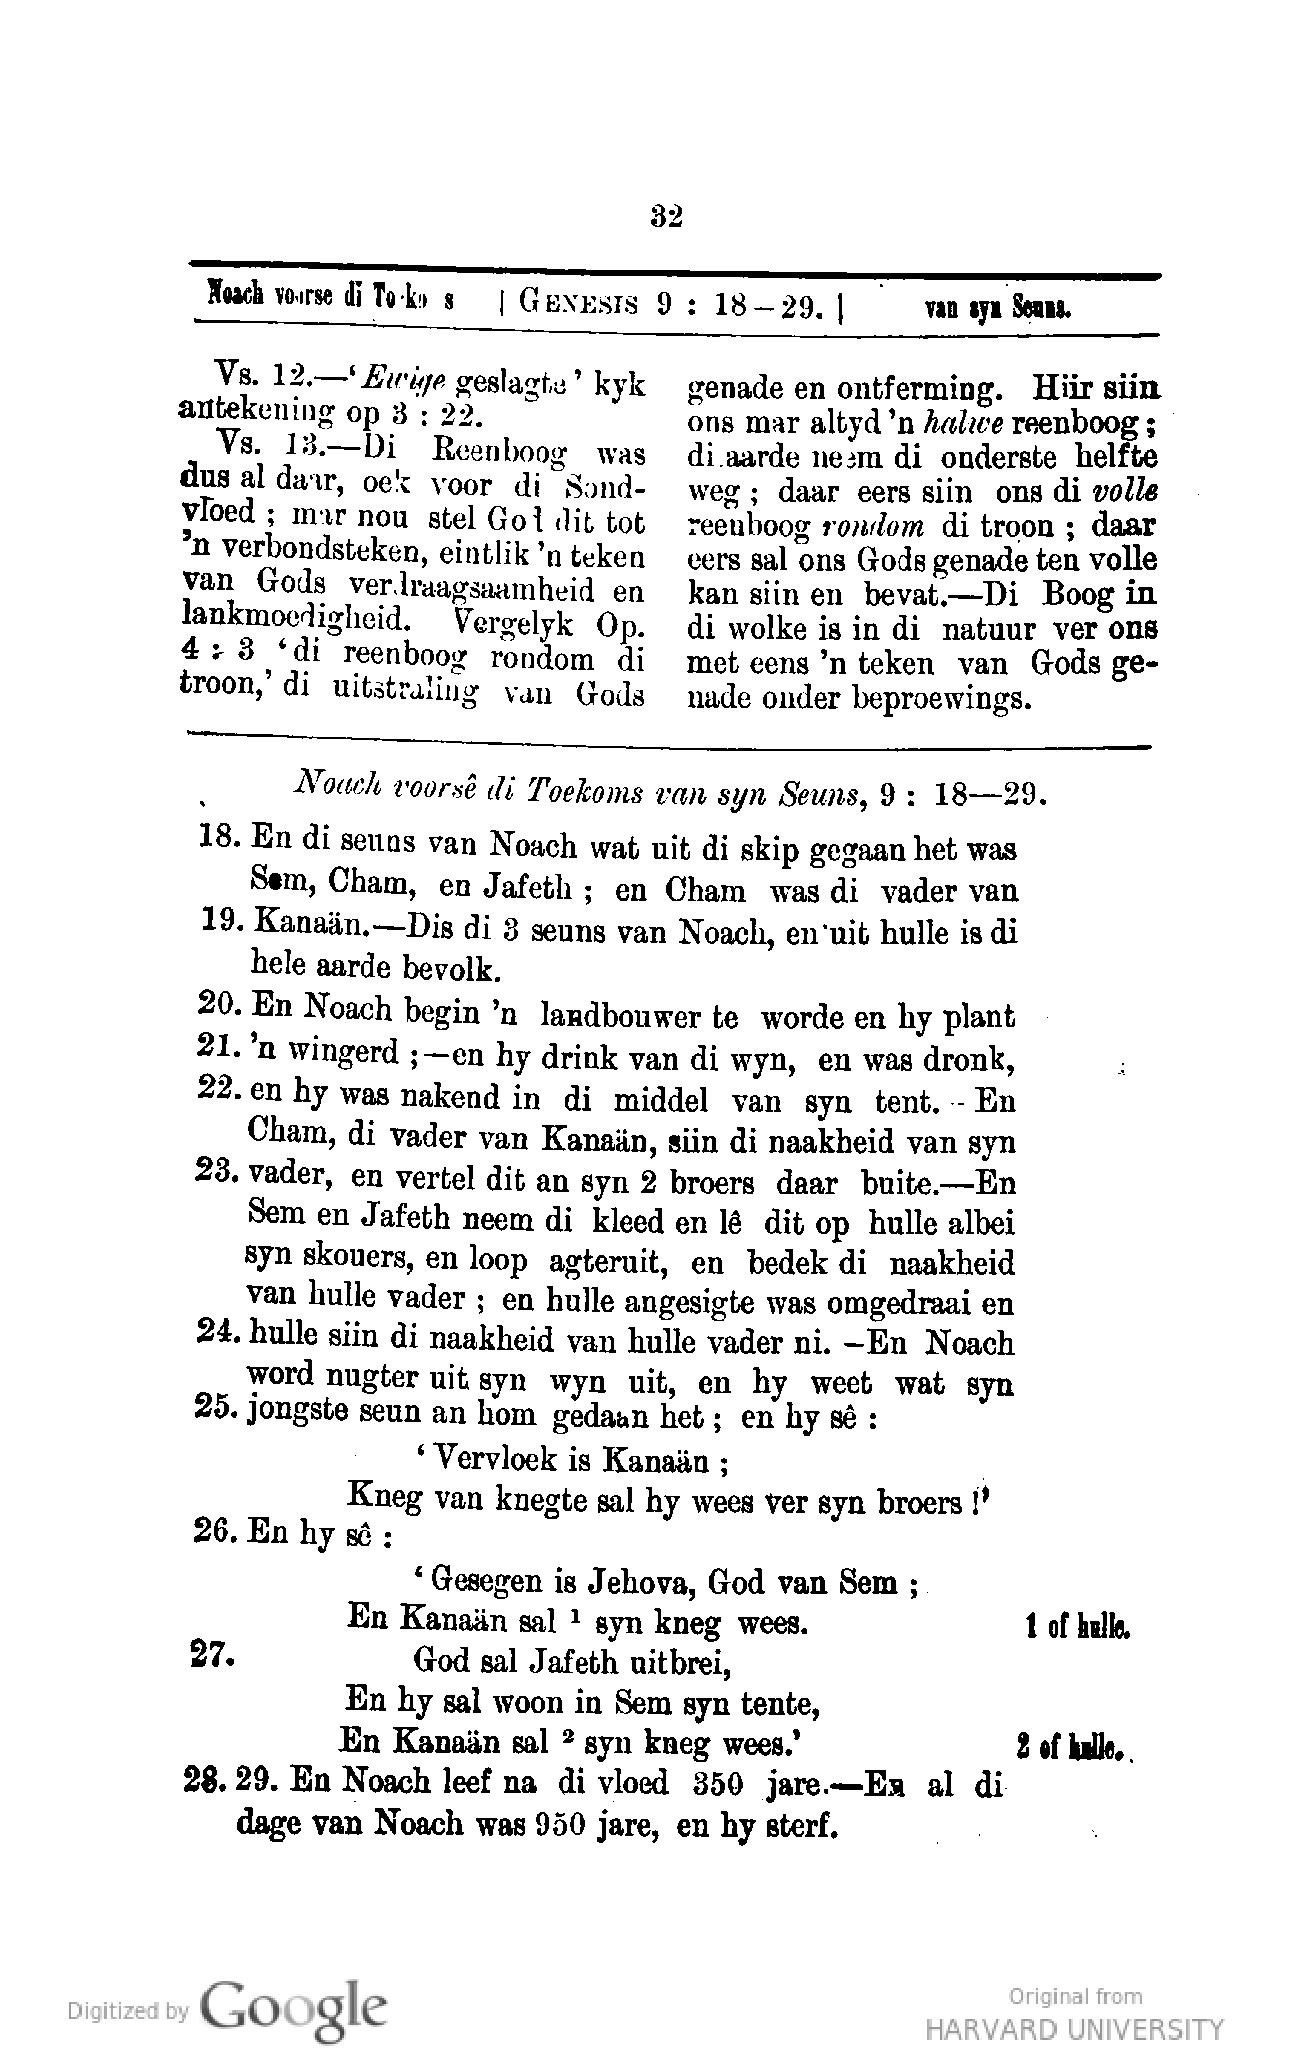 32
Noach voorse di Toekoms | GENESIS 9 : 18–29. | van syn Seuns.
Vs. 12.—‘Ewige geslagte’ kyk
antekening op 3 : 22.
Vs. 13.—Di Reenboog was
dus al daar, oek voor di Sond-
vloed ; mar nou stel God dit tot
’n verbondsteken, eintlik ’n teken
van Gods verdraagsaamheid en
lankmoedigheid. Vergelyk Op.
4 : 3 ‘di reenboog rondom di
troon,’ di uitstraling van Gods
genade en ontferming. Hiir siin
ons mar altyd ’n halwe reenboog ;
di aarde neem di onderste helfte
weg ; daar eers siin ons di volle
reenboog rondom di troon ; daar
eers sal ons Gods genade ten volle
kan siin en bevat.—Di Boog in
di wolke is in di natuur ver ons
met eens ’n teken van Gods ge-
nade onder beproewings.
Noach voorsê di Toekoms van syn Seuns, 9 : 18—29.
18. En di seuns van Noach wat uit di skip gegaan het was
Sem, Cham, en Jafeth ; en Cham was di vader van
19. Kanaän.—Dis di 3 seuns van Noach, en uit hulle is di
hele aarde bevolk.
20. En Noach begin ’n landbouwer te worde en hy plant
21. ’n wingerd ;—en hy drink van di wyn, en was dronk,
22. en hy was nakend in di middel van syn tent. -- En
Cham, di vader van Kanaän, siin di naakheid van syn
23. vader, en vertel dit an syn 2 broers daar buite.—En
Sem en Jafeth neem di kleed en lê dit op hulle albei
syn skouers, en loop agteruit, en bedek di naakheid
van hulle vader ; en hulle angesigte was omgedraai en
24. hulle siin di naakheid van hulle vader ni. –En Noach
word nugter uit syn wyn uit, en hy weet wat syn
25. jongste seun an hom gedaan het ; en hy sê :
‘Vervloek is Kanaän ;
Kneg van knegte sal hy wees ver syn broers !’
26. En hy sê :
‘Gesegen is Jehova, God van Sem ;
En Kanaän sal ¹ syn kneg wees. 1 of hulle.
27. God sal Jafeth uitbrei,
En hy sal woon in Sem syn tente,
En Kanaän sal ² syn kneg wees.’ 2 of hulle.
28. 29. En Noach leef na di vloed 350 jare.—En al di
dage van Noach was 950 jare, en hy sterf.
Digitized by Google
Original from
HARVARD UNIVERSITY